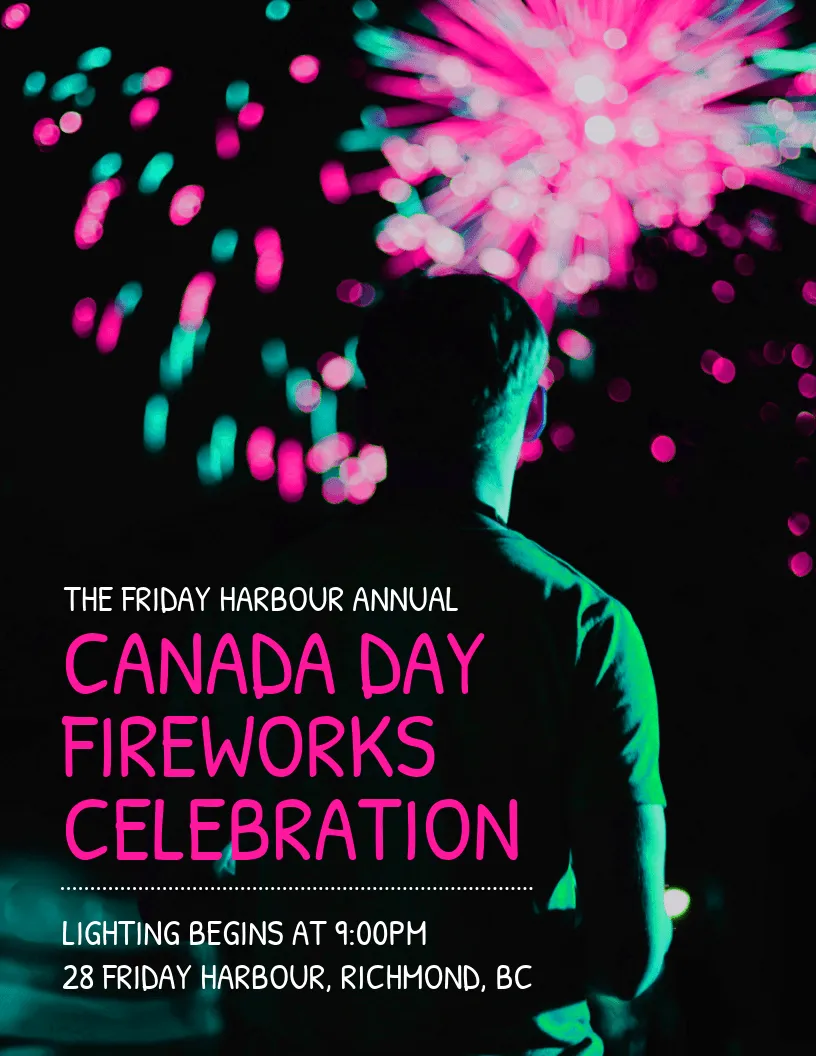 THE FRIDAY HARBOUR ANNUAL
CANADA DAY
FIREWORKS
CELEBRATION
LIGHTING BEGINS AT 9:00PM
28 FRIDAY HARBOUR, RICHMOND, BC